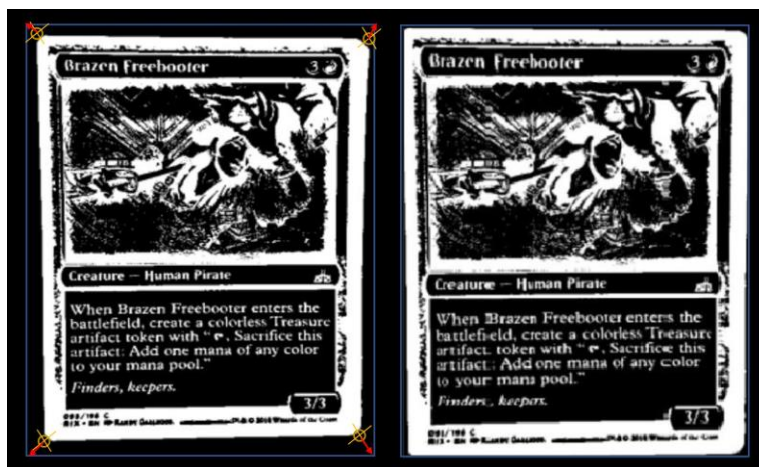 Brazen Freebooter
3
Creature — Human Pirate
When Brazen Freebooter enters the
battlefield, create a colorless Treasure
artifact token with ". Sacrifice this
artifact: Add one mana of any color
to your mana pool."
Finders, keepers.
3/3
Brazen Freebooter
3
Creature — Human Pirate
When Brazen Freebooter enters the
battlefield, create a colorless Treasure
artifact token with ". Sacrifice this
artifact: Add one mana of any color
to your mana pool."
Finders, keepers.
3/3